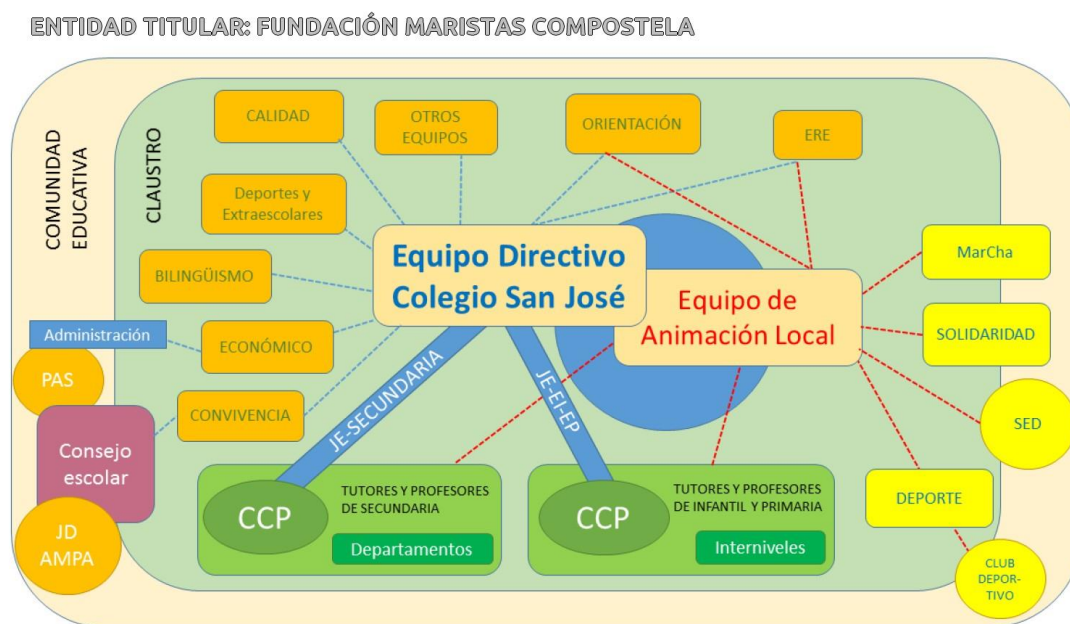 ENTIDAD TITULAR: FUNDACIÓN MARISTAS COMPOSTELA
COMUNIDAD
EDUCATIVA
CLAUSTRO
CALIDAD
OTROS
EQUIPOS
ORIENTACIÓN
ERE
Deportes y
Extraescolares
BILINGÜISMO
Equipo Directivo
Colegio San José
Equipo de
Animación Local
MarCha
SOLIDARIDAD
Administración
ECONÓMICO
PAS
CONVIVENCIA
JE-SECUNDARIA
JE-EI-EP
SED
Consejo
escolar
JD
AMPA
CCP
TUTORES Y PROFESORES
DE SECUNDARIA
Departamentos
CCP
TUTORES Y PROFESORES
DE INFANTIL Y PRIMARIA
Interniveles
DEPORTE
CLUB
DEPOR-
TIVO